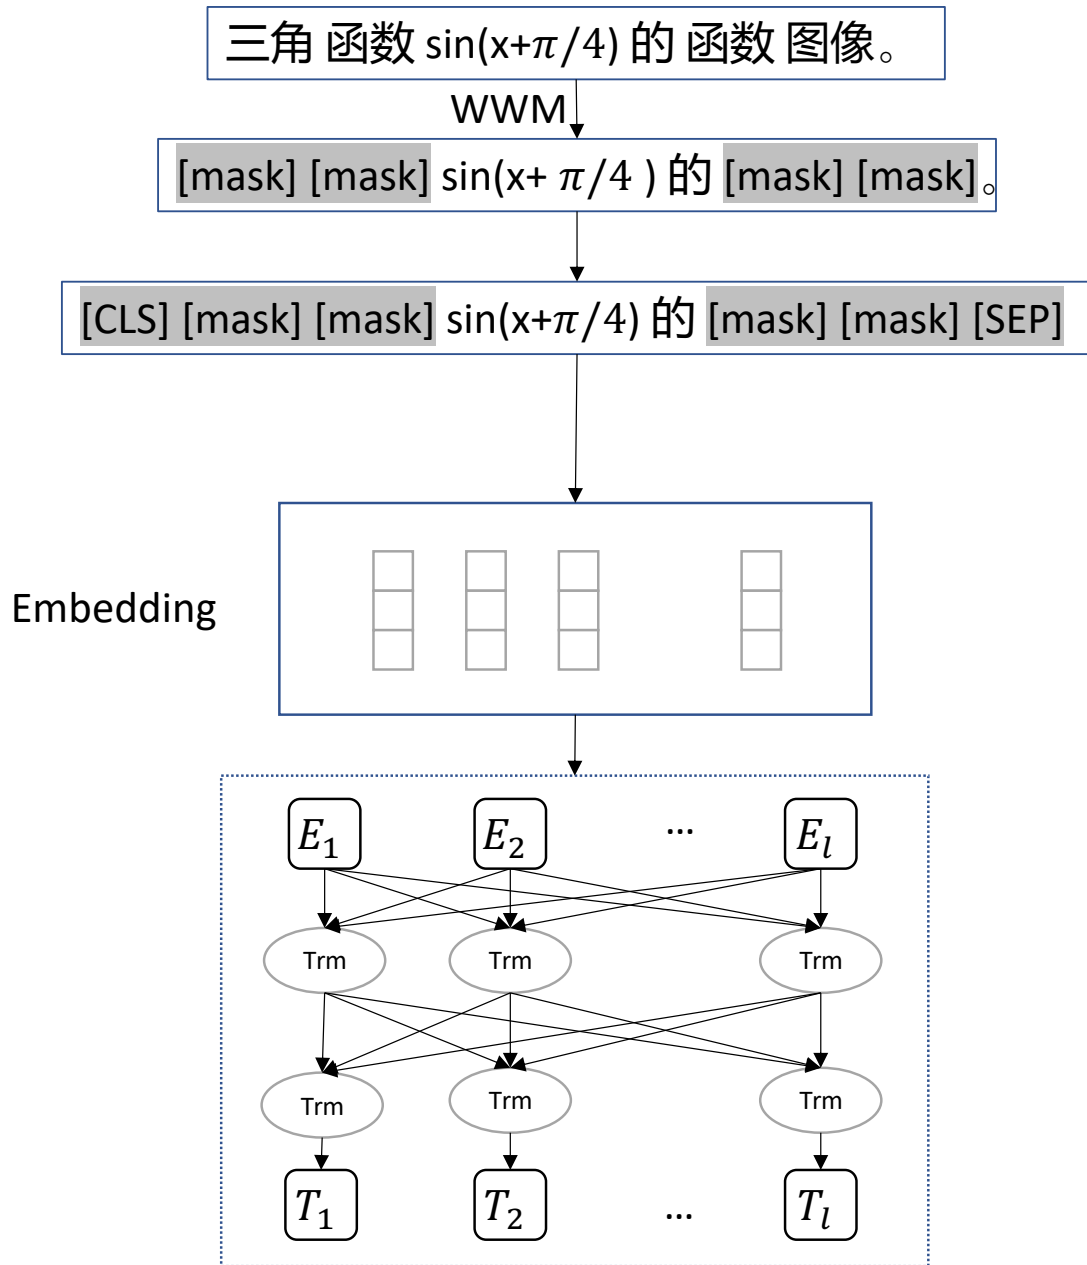 三角 函数 sin(x+𝜋/4) 的 函数 图像。
WWM
[mask] [mask] sin(x+ 𝜋/4 ) 的 [mask] [mask] 。
[CLS] [mask] [mask] sin(x+𝜋/4) 的 [mask] [mask] [SEP]
Embedding
E₁ E₂ ... Eₗ
Trm Trm Trm
Trm Trm Trm
T₁ T₂ ... Tₗ